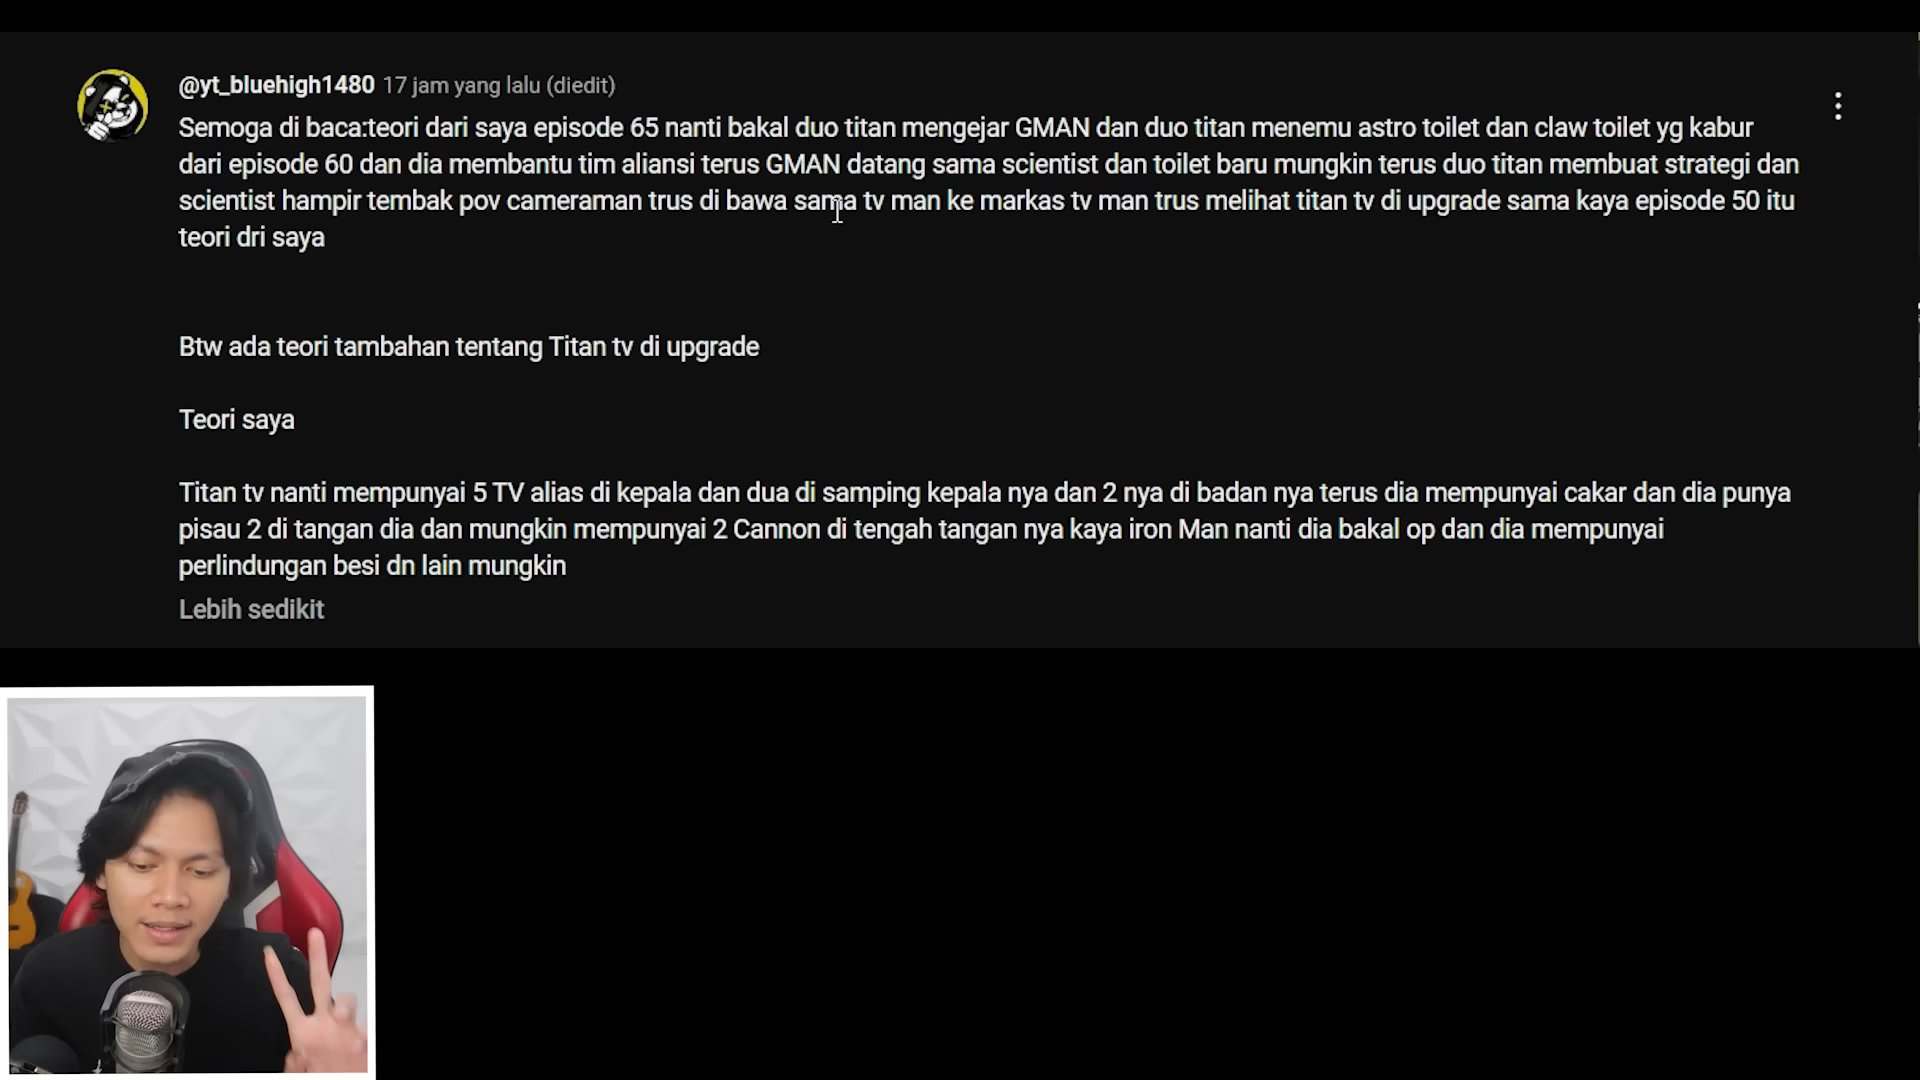 @yt_bluehigh1480 17 jam yang lalu (diedit)
Semoga di baca:teori dari saya episode 65 nanti bakal duo titan mengejar GMAN dan duo titan menemu astro toilet dan claw toilet yg kabur
dari episode 60 dan dia membantu tim aliansi terus GMAN datang sama scientist dan toilet baru mungkin terus duo titan membuat strategi dan
scientist hampir tembak pov cameraman trus di bawa sama tv man ke markas tv man trus melihat titan tv di upgrade sama kaya episode 50 itu
teori dri saya
Btw ada teori tambahan tentang Titan tv di upgrade
Teori saya
Titan tv nanti mempunyai 5 TV alias di kepala dan dua di samping kepala nya dan 2 nya di badan nya terus dia mempunyai cakar dan dia punya
pisau 2 di tangan dia dan mungkin mempunyai 2 Cannon di tengah tangan nya kaya iron Man nanti dia bakal op dan dia mempunyai
perlindungan besi dn lain mungkin
Lebih sedikit